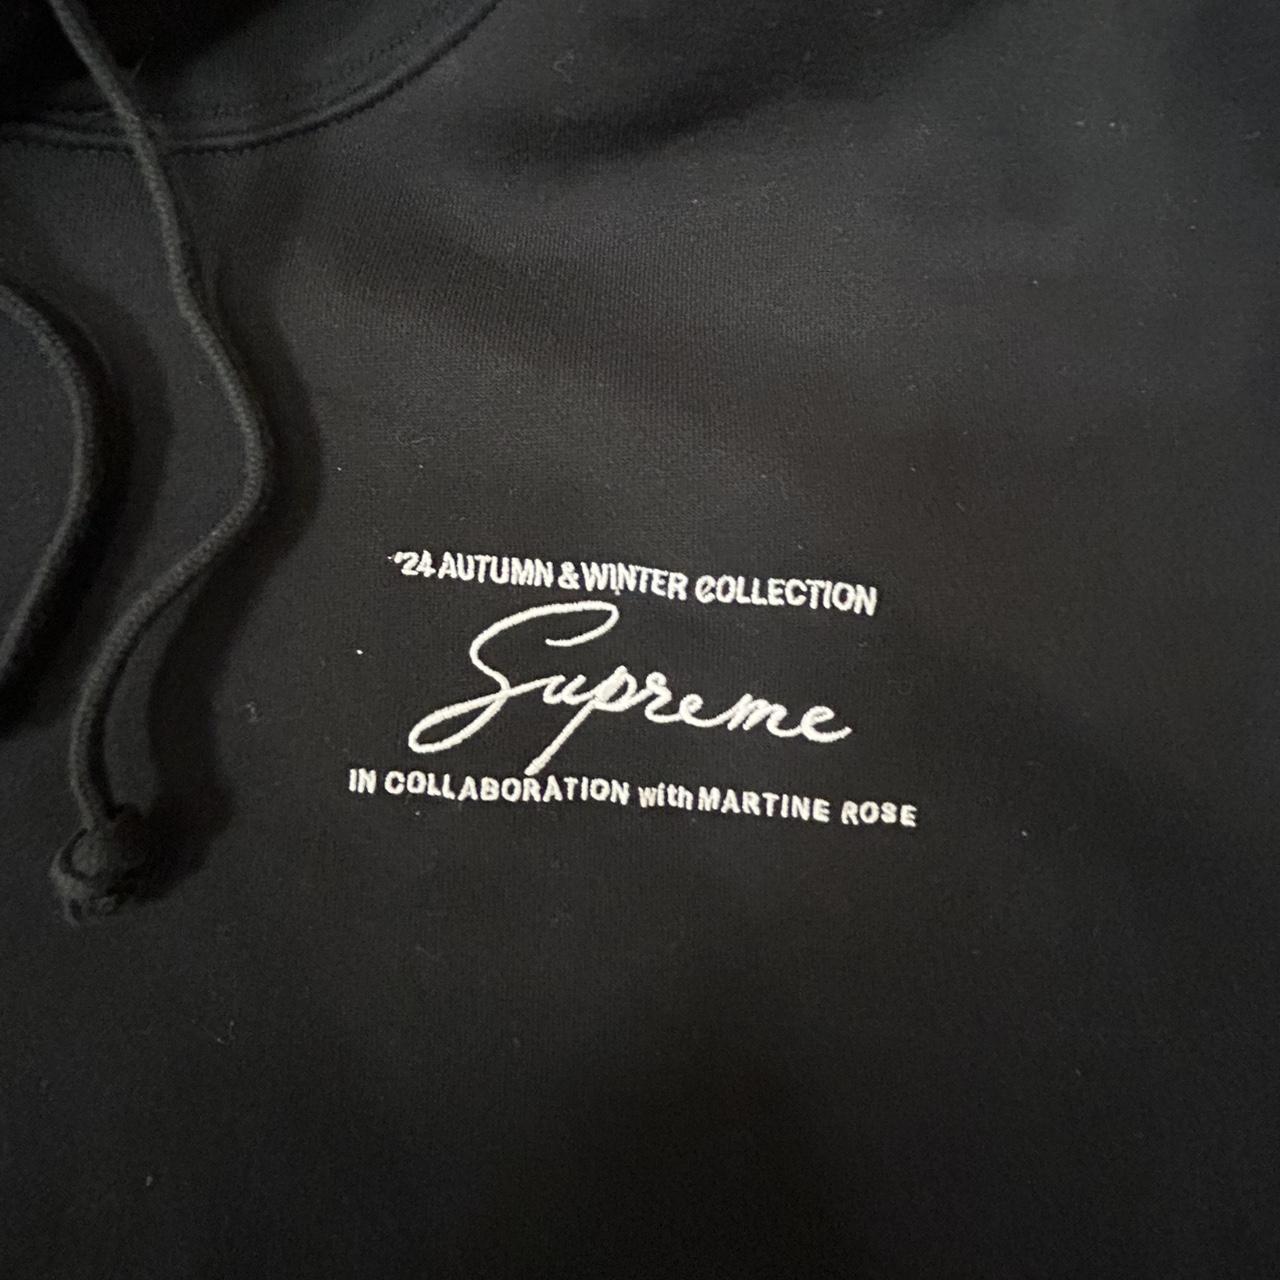 '24 AUTUMN & WINTER COLLECTION
Supreme
IN COLLABORATION with MARTINE ROSE